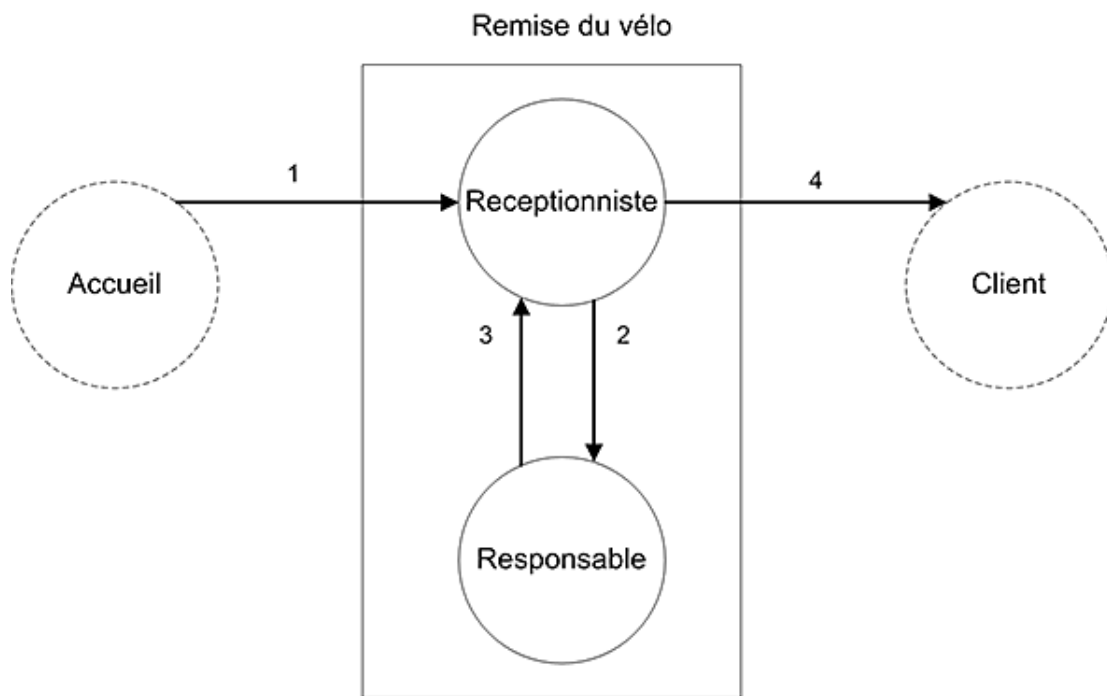 Remise du vélo
1
Receptionniste
4
Accueil
Client
3
2
Responsable